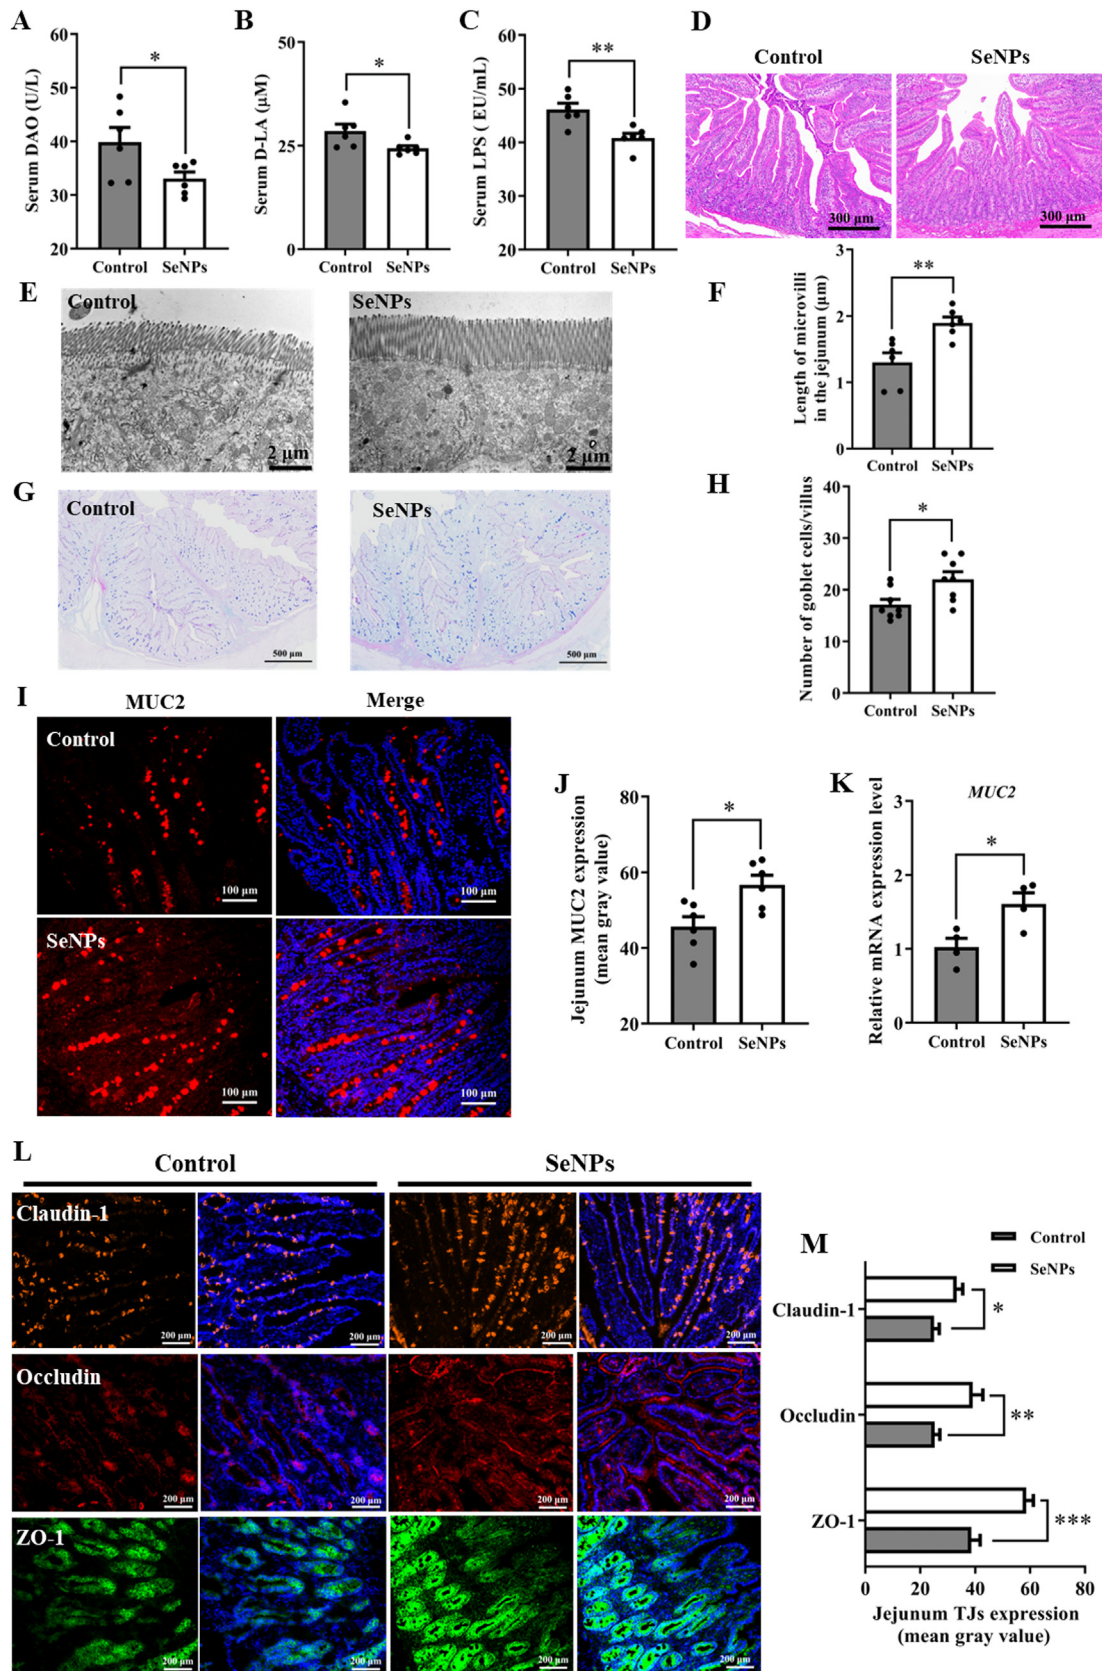 A
Serum DAO (U/L)
60
50
40
30
20
*
Control SeNPs
B
Serum D-LA (μM)
50
25
0
*
Control SeNPs
C
Serum LPS ( EU/mL)
60
50
40
30
20
**
Control SeNPs
D
Control SeNPs
300 μm
300 μm
E
Control
2 μm
SeNPs
2 μm
F
Length of microvilli
in the jejunum (μm)
3
2
1
0
**
Control SeNPs
G
Control
500 μm
SeNPs
500 μm
H
Number of goblet cells/villus
40
30
20
10
0
*
Control SeNPs
I
MUC2 Merge
Control
100 μm
100 μm
SeNPs
100 μm
100 μm
J
Jejunum MUC2 expression
(mean gray value)
80
60
40
20
*
Control SeNPs
K
MUC2
Relative mRNA expression level
3
2
1
0
*
Control SeNPs
L
Control SeNPs
Claudin-1
200 μm
200 μm
200 μm
200 μm
Occludin
200 μm
200 μm
200 μm
200 μm
ZO-1
200 μm
200 μm
200 μm
200 μm
M
Control
SeNPs
Claudin-1
*
Occludin
**
ZO-1
***
0 20 40 60 80
Jejunum TJs expression
(mean gray value)